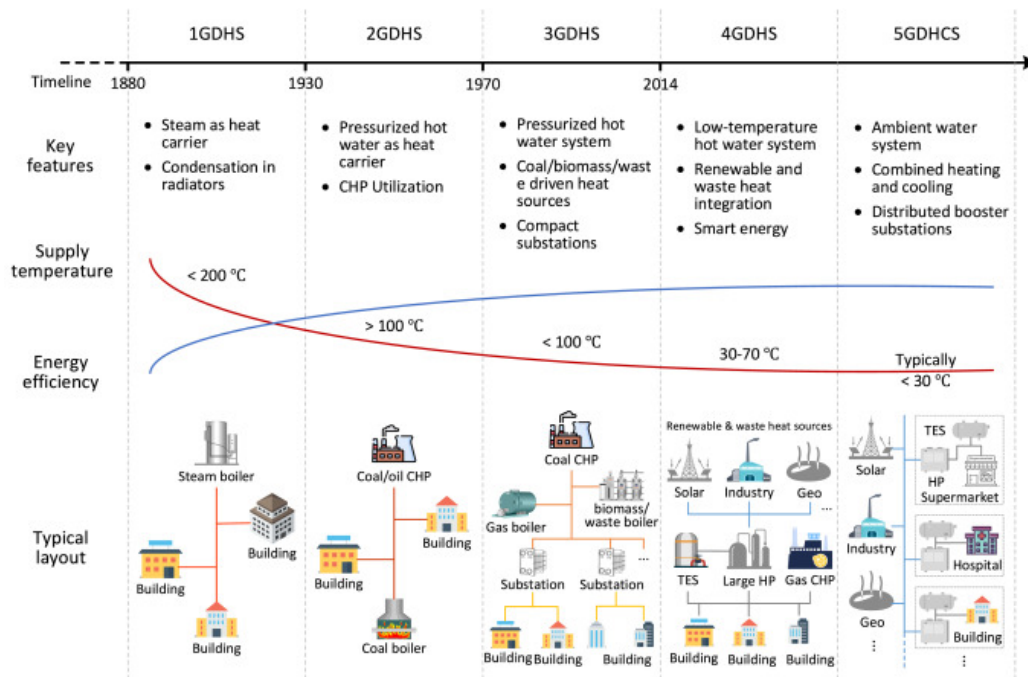 1GDHS
2GDHS
3GDHS
4GDHS
5GDHCS
Timeline
1880
1930
1970
2014
Key
features
• Steam as heat
carrier
• Condensation in
radiators
• Pressurized hot
water as heat
carrier
• CHP Utilization
• Pressurized hot
water system
• Coal/biomass/wast
e driven heat
sources
• Compact
substations
• Low-temperature
hot water system
• Renewable and
waste heat
integration
• Smart energy
• Ambient water
system
• Combined heating
and cooling
• Distributed booster
substations
Supply
temperature
< 200 ℃
> 100 ℃
< 100 ℃
30-70 ℃
Typically
< 30 ℃
Energy
efficiency
Typical
layout
Steam boiler
Building
Building
Building
Coal/oil CHP
Building
Building
Coal boiler
Coal CHP
Gas boiler
biomass/
waste boiler
...
Substation
Substation
Building
Building
Building
Renewable & waste heat sources
Solar
Industry
Geo
...
TES
Large HP
Gas CHP
Building
Building
Building
Solar
Industry
Geo
...
TES
HP
Supermarket
Hospital
Building
...